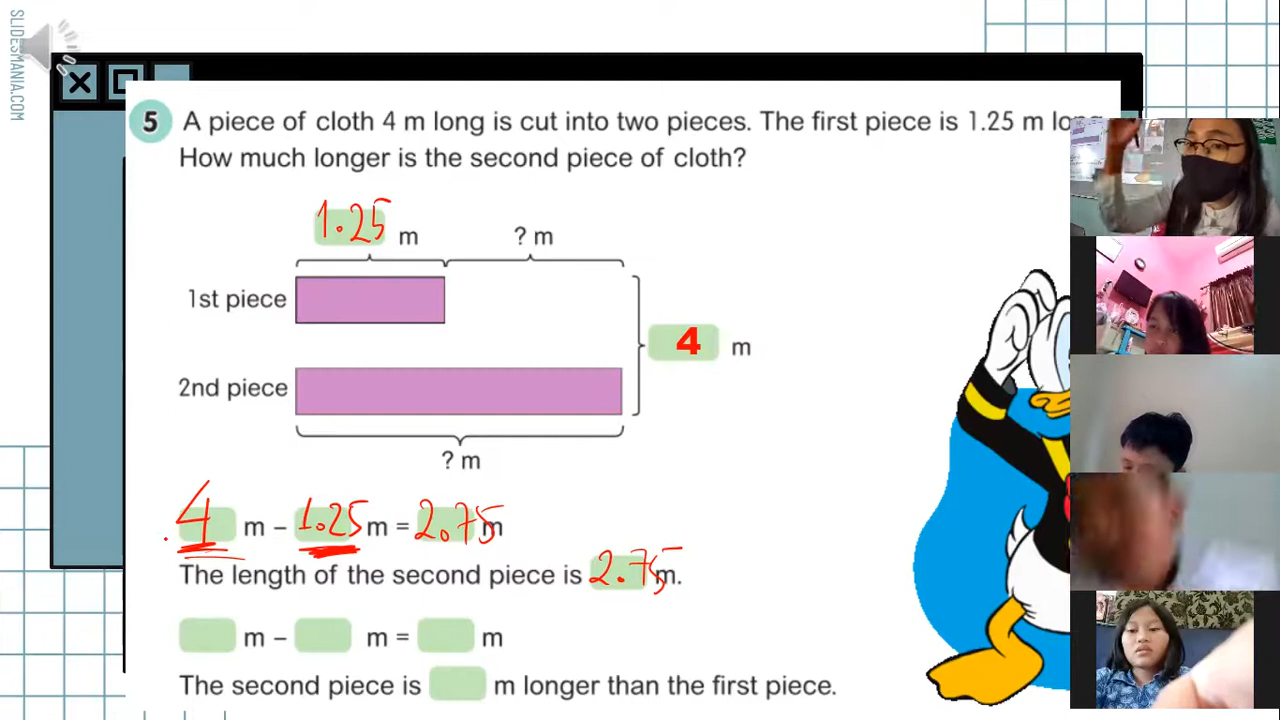 SLIDESMANIA.COM
5 A piece of cloth 4 m long is cut into two pieces. The first piece is 1.25 m long.
How much longer is the second piece of cloth?
1.25 m ? m
1st piece
4 m
2nd piece
? m
4 m – 1.25 m = 2.75 m
The length of the second piece is 2.75 m.
m – m = m
The second piece is m longer than the first piece.